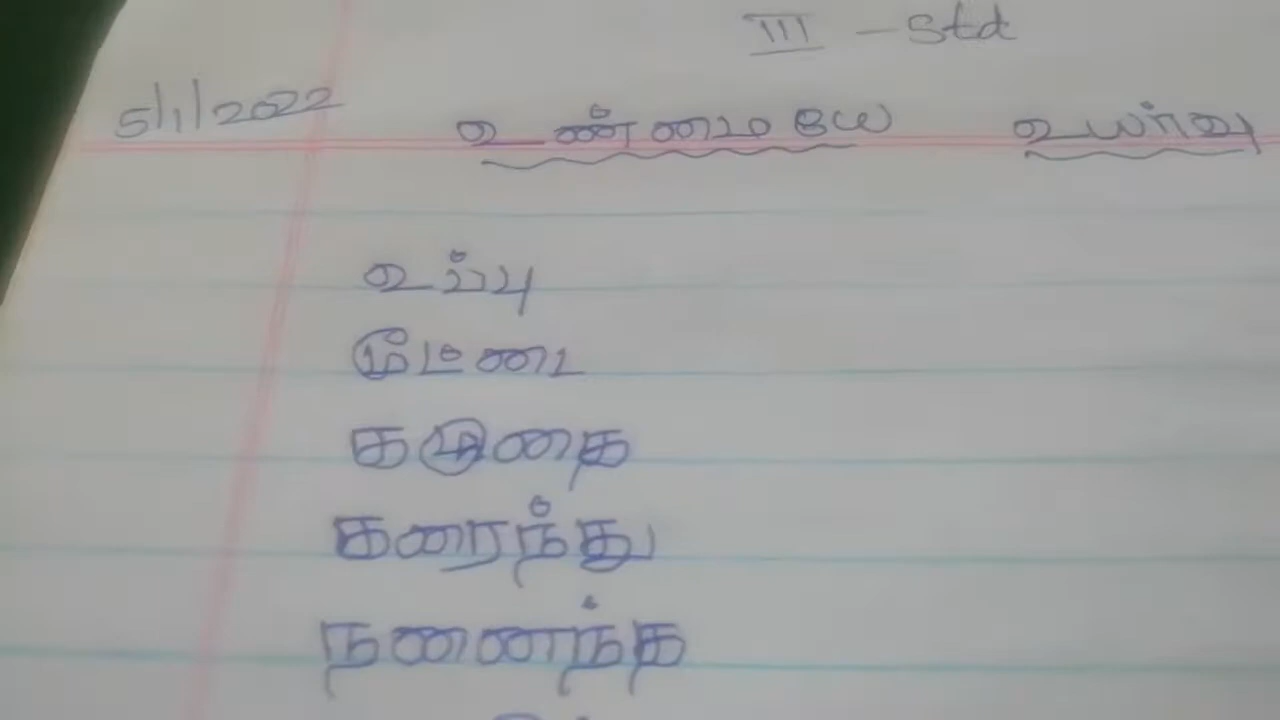 III - Std
5/1/2022 உண்மையே உயர்வு
உப்பு
மூட்டை
கழுதை
கரைந்து
நனைந்த